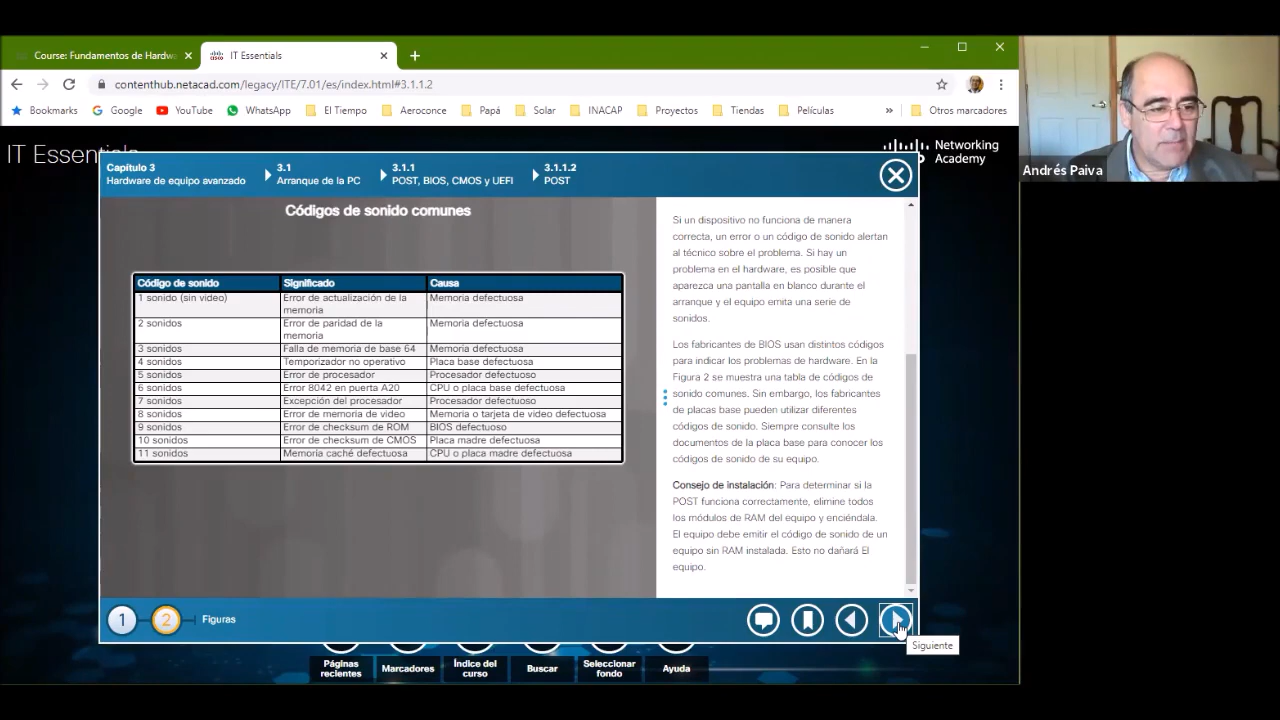 Course: Fundamentos de Hardwa
IT Essentials
contenthub.netacad.com/legacy/ITE/7.01/es/index.html#3.1.1.2
Bookmarks
Google
YouTube
WhatsApp
El Tiempo
Aeroconce
Papá
Solar
INACAP
Proyectos
Tiendas
Películas
»
Otros marcadores
IT Essentials
Networking
Academy
Andrés Paiva
Capítulo 3
Hardware de equipo avanzado
3.1
Arranque de la PC
3.1.1
POST, BIOS, CMOS y UEFI
3.1.1.2
POST
Códigos de sonido comunes
Código de sonido Significado Causa
1 sonido (sin video) Error de actualización de la memoria Memoria defectuosa
2 sonidos Error de paridad de la memoria Memoria defectuosa
3 sonidos Falla de memoria de base 64 Memoria defectuosa
4 sonidos Temporizador no operativo Placa base defectuosa
5 sonidos Error de procesador Procesador defectuoso
6 sonidos Error 8042 en puerta A20 CPU o placa base defectuosa
7 sonidos Excepción del procesador Procesador defectuoso
8 sonidos Error de memoria de video Memoria o tarjeta de video defectuosa
9 sonidos Error de checksum de ROM BIOS defectuoso
10 sonidos Error de checksum de CMOS Placa madre defectuosa
11 sonidos Memoria caché defectuosa CPU o placa madre defectuosa
Si un dispositivo no funciona de manera
correcta, un error o un código de sonido alertan
al técnico sobre el problema. Si hay un
problema en el hardware, es posible que
aparezca una pantalla en blanco durante el
arranque y el equipo emita una serie de
sonidos.
Los fabricantes de BIOS usan distintos códigos
para indicar los problemas de hardware. En la
Figura 2 se muestra una tabla de códigos de
sonido comunes. Sin embargo, los fabricantes
de placas base pueden utilizar diferentes
códigos de sonido. Siempre consulte los
documentos de la placa base para conocer los
códigos de sonido de su equipo.
Consejo de instalación: Para determinar si la
POST funciona correctamente, elimine todos
los módulos de RAM del equipo y enciéndala.
El equipo debe emitir el código de sonido de un
equipo sin RAM instalada. Esto no dañará El
equipo.
1
2
Figuras
Siguiente
Páginas
recientes
Marcadores
Índice del
curso
Buscar
Seleccionar
fondo
Ayuda